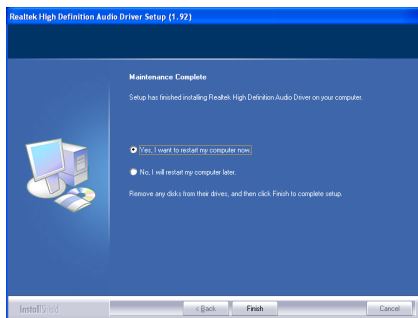 Realtek High Definition Audio Driver Setup (1.92)
Maintenance Complete
Setup has finished installing Realtek High Definition Audio Driver on your computer.
Yes, I want to restart my computer now.
No, I will restart my computer later.
Remove any disks from their drives, and then click Finish to complete setup.
InstallShield
< Back Finish Cancel